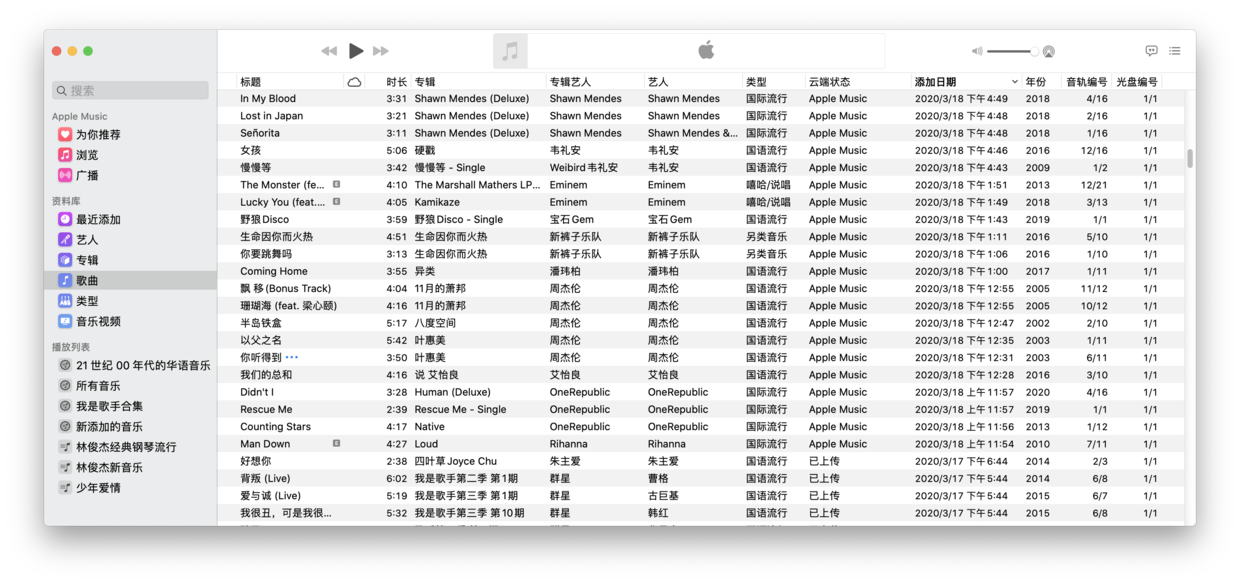 搜索
Apple Music
为你推荐
浏览
广播
资料库
最近添加
艺人
专辑
歌曲
类型
音乐视频
播放列表
21 世纪 00 年代的华语音乐
所有音乐
我是歌手合集
新添加的音乐
林俊杰经典钢琴流行
林俊杰新音乐
少年爱情
标题 时长 专辑 专辑艺人 艺人 类型 云端状态 添加日期 年份 音轨编号 光盘编号
In My Blood 3:31 Shawn Mendes (Deluxe) Shawn Mendes Shawn Mendes 国际流行 Apple Music 2020/3/18 下午4:49 2018 4/16 1/1
Lost in Japan 3:21 Shawn Mendes (Deluxe) Shawn Mendes Shawn Mendes 国际流行 Apple Music 2020/3/18 下午4:48 2018 2/16 1/1
Señorita 3:11 Shawn Mendes (Deluxe) Shawn Mendes Shawn Mendes &... 国际流行 Apple Music 2020/3/18 下午4:48 2018 1/16 1/1
女孩 5:06 硬戳 韦礼安 韦礼安 国语流行 Apple Music 2020/3/18 下午4:46 2016 12/16 1/1
慢慢等 3:42 慢慢等 - Single Weibird 韦礼安 韦礼安 国语流行 Apple Music 2020/3/18 下午4:43 2009 1/2 1/1
The Monster (fe... E 4:10 The Marshall Mathers LP... Eminem Eminem 嘻哈/说唱 Apple Music 2020/3/18 下午1:51 2013 12/21 1/1
Lucky You (feat.... E 4:05 Kamikaze Eminem Eminem 嘻哈/说唱 Apple Music 2020/3/18 下午1:49 2018 3/13 1/1
野狼Disco 3:59 野狼Disco - Single 宝石Gem 宝石Gem 国语流行 Apple Music 2020/3/18 下午1:43 2019 1/1 1/1
生命因你而火热 4:51 生命因你而火热 新裤子乐队 新裤子乐队 另类音乐 Apple Music 2020/3/18 下午1:11 2016 5/10 1/1
你要跳舞吗 3:13 生命因你而火热 新裤子乐队 新裤子乐队 另类音乐 Apple Music 2020/3/18 下午1:06 2016 1/10 1/1
Coming Home 3:55 异类 潘玮柏 潘玮柏 国语流行 Apple Music 2020/3/18 下午1:00 2017 1/11 1/1
飘 移(Bonus Track) 4:04 11月的萧邦 周杰伦 周杰伦 国语流行 Apple Music 2020/3/18 下午12:55 2005 11/12 1/1
珊瑚海 (feat. 梁心颐) 4:16 11月的萧邦 周杰伦 周杰伦 国语流行 Apple Music 2020/3/18 下午12:55 2005 10/12 1/1
半岛铁盒 5:17 八度空间 周杰伦 周杰伦 国语流行 Apple Music 2020/3/18 下午12:47 2002 2/10 1/1
以父之名 5:42 叶惠美 周杰伦 周杰伦 国语流行 Apple Music 2020/3/18 下午12:35 2003 1/11 1/1
你听得到 ••• 3:50 叶惠美 周杰伦 周杰伦 国语流行 Apple Music 2020/3/18 下午12:31 2003 6/11 1/1
我们的总和 4:16 说 艾怡良 艾怡良 艾怡良 国语流行 Apple Music 2020/3/18 下午12:28 2016 3/10 1/1
Didn't I 3:28 Human (Deluxe) OneRepublic OneRepublic 国际流行 Apple Music 2020/3/18 上午11:57 2020 4/16 1/1
Rescue Me 2:39 Rescue Me - Single OneRepublic OneRepublic 国际流行 Apple Music 2020/3/18 上午11:57 2019 1/1 1/1
Counting Stars 4:17 Native OneRepublic OneRepublic 国际流行 Apple Music 2020/3/18 上午11:56 2013 1/12 1/1
Man Down E 4:27 Loud Rihanna Rihanna 国际流行 Apple Music 2020/3/18 上午11:54 2010 7/11 1/1
好想你 2:38 四叶草Joyce Chu 朱主爱 朱主爱 国语流行 已上传 2020/3/17 下午6:44 2014 2/3 1/1
背叛 (Live) 6:02 我是歌手第二季 第1期 群星 曹格 国语流行 已上传 2020/3/17 下午5:44 2014 6/8 1/1
爱与诚 (Live) 5:19 我是歌手第三季 第1期 群星 古巨基 国语流行 已上传 2020/3/17 下午5:44 2015 6/7 1/1
我很丑，可是我很... 5:32 我是歌手第三季 第10期 群星 韩红 国语流行 已上传 2020/3/17 下午5:44 2015 6/8 1/1